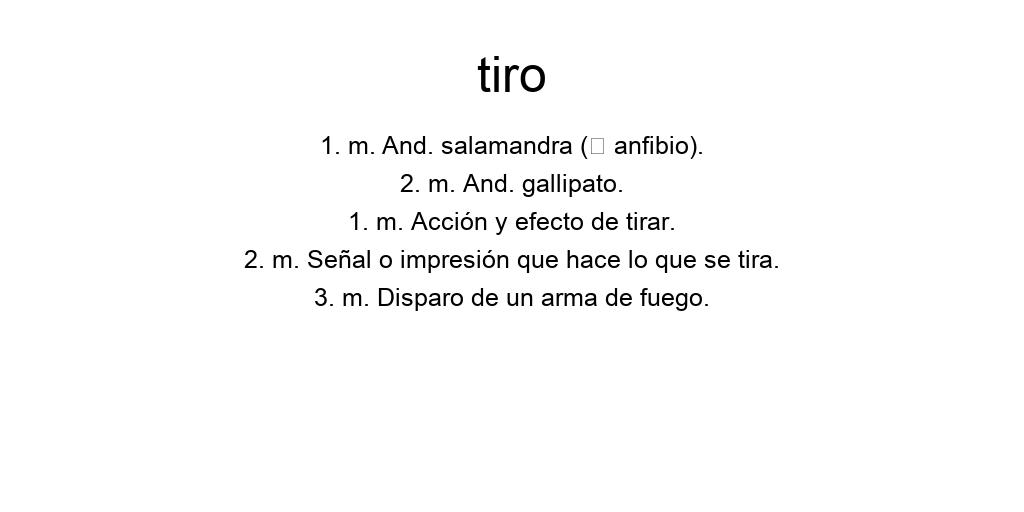 tiro
1. m. And. salamandra (□ anfibio).
2. m. And. gallipato.
1. m. Acción y efecto de tirar.
2. m. Señal o impresión que hace lo que se tira.
3. m. Disparo de un arma de fuego.